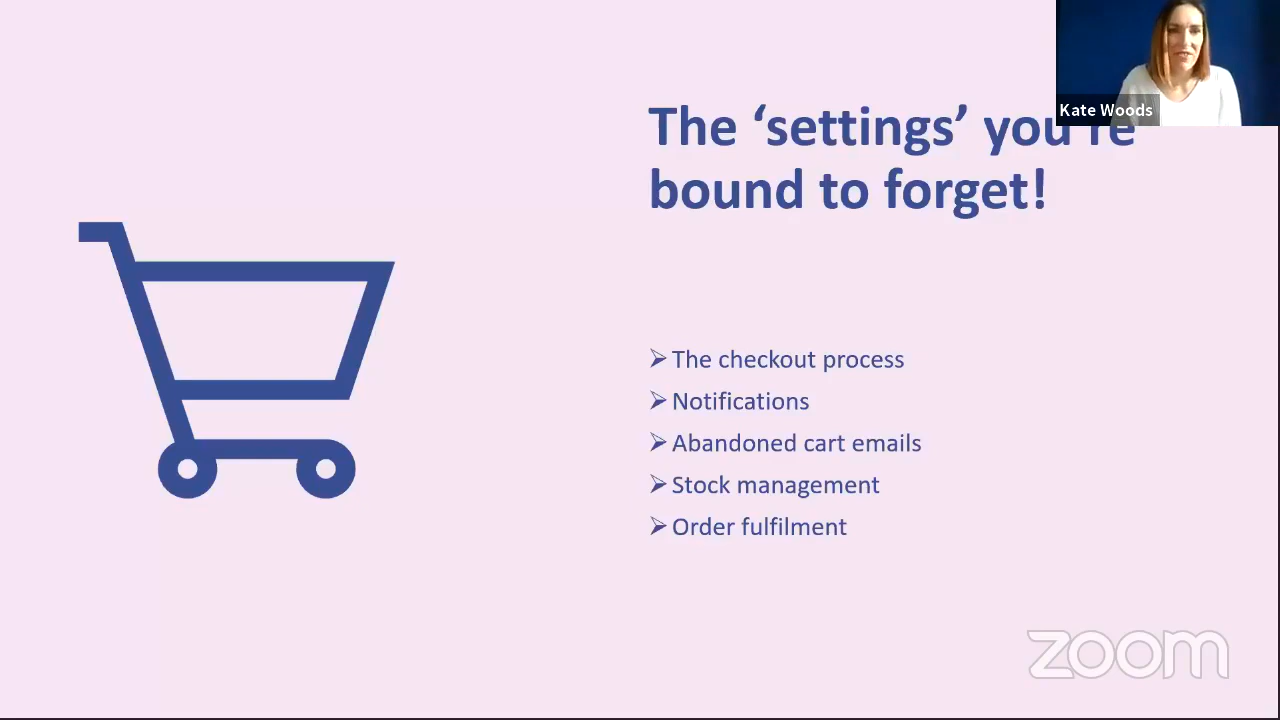 Kate Woods
The ‘settings’ you’re
bound to forget!
➢ The checkout process
➢ Notifications
➢ Abandoned cart emails
➢ Stock management
➢ Order fulfilment
zoom